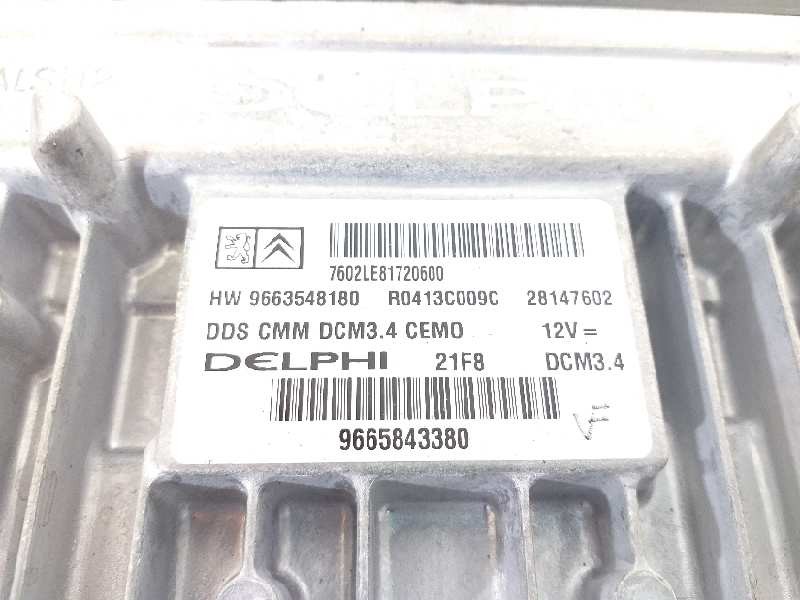 7602LE81720600
HW 9663548180 R0413C009C 28147602
DDS CMM DCM3.4 CEMO 12V =
DELPHI 21F8 DCM3.4
9665843380